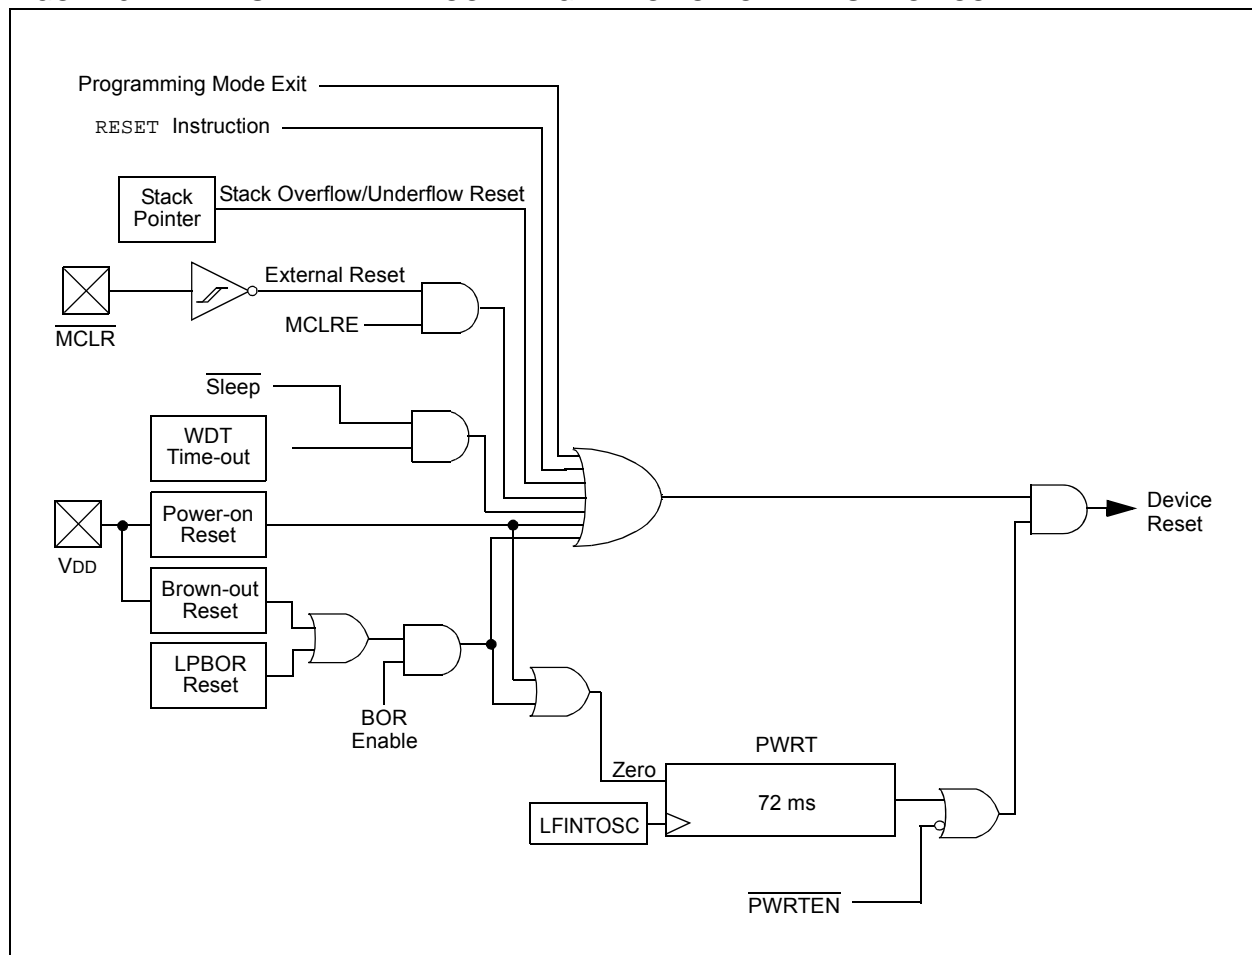 Programming Mode Exit
RESET Instruction
Stack
Pointer
Stack Overflow/Underflow Reset
External Reset
MCLR
MCLRE
Sleep
WDT
Time-out
Power-on
Reset
VDD
Brown-out
Reset
LPBOR
Reset
BOR
Enable
Device
Reset
PWRT
Zero
72 ms
LFINTOSC
PWRTEN